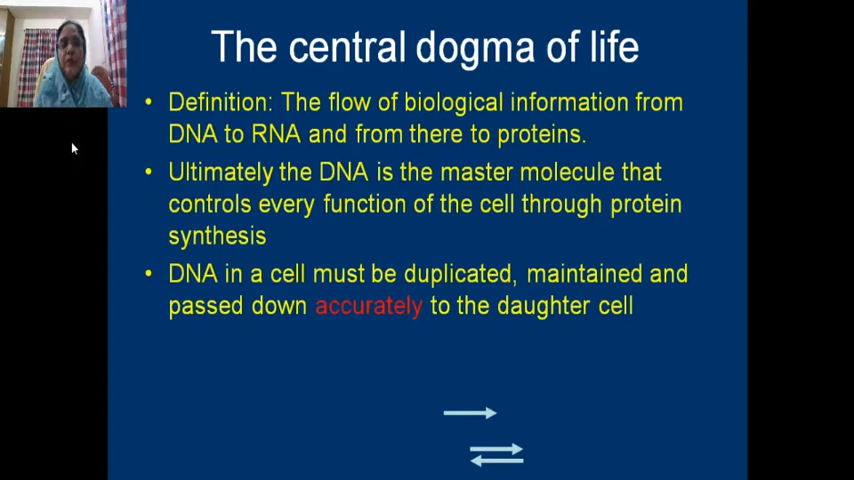 The central dogma of life
• Definition: The flow of biological information from
DNA to RNA and from there to proteins.
• Ultimately the DNA is the master molecule that
controls every function of the cell through protein
synthesis
• DNA in a cell must be duplicated, maintained and
passed down accurately to the daughter cell